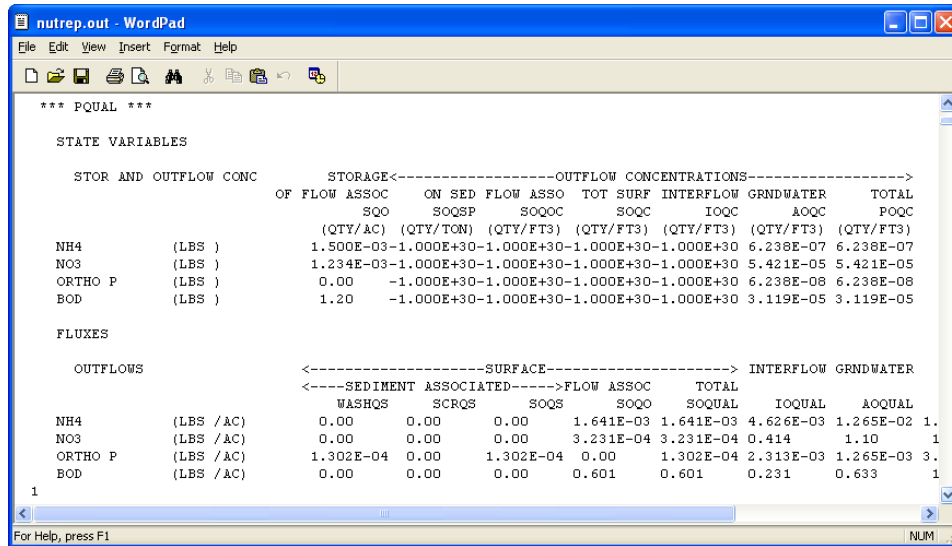 nutrep.out - WordPad
File Edit View Insert Format Help
*** PQUAL ***
STATE VARIABLES
STOR AND OUTFLOW CONC STORAGE<------------------OUTFLOW CONCENTRATIONS------------------>
OF FLOW ASSOC ON SED FLOW ASSO TOT SURF INTERFLOW GRNDWATER TOTAL
SQO SOQSP SOQOC SOQC IOQC AOQC POQC
(QTY/AC) (QTY/TON) (QTY/FT3) (QTY/FT3) (QTY/FT3) (QTY/FT3) (QTY/FT3)
NH4 (LBS ) 1.500E-03-1.000E+30-1.000E+30-1.000E+30-1.000E+30 6.238E-07 6.238E-07
NO3 (LBS ) 1.234E-03-1.000E+30-1.000E+30-1.000E+30-1.000E+30 5.421E-05 5.421E-05
ORTHO P (LBS ) 0.00 -1.000E+30-1.000E+30-1.000E+30-1.000E+30 6.238E-08 6.238E-08
BOD (LBS ) 1.20 -1.000E+30-1.000E+30-1.000E+30-1.000E+30 3.119E-05 3.119E-05
FLUXES
OUTFLOWS <--------------------SURFACE---------------------> INTERFLOW GRNDWATER
<----SEDIMENT ASSOCIATED----->FLOW ASSOC TOTAL
WASHQS SCRQS SOQS SOQO SOQUAL IOQUAL AOQUAL
NH4 (LBS /AC) 0.00 0.00 0.00 1.641E-03 1.641E-03 4.626E-03 1.265E-02 1.
NO3 (LBS /AC) 0.00 0.00 0.00 3.231E-04 3.231E-04 0.414 1.10 1
ORTHO P (LBS /AC) 1.302E-04 0.00 1.302E-04 0.00 1.302E-04 2.313E-03 1.265E-03 3.
BOD (LBS /AC) 0.00 0.00 0.00 0.601 0.601 0.231 0.633 1
1
For Help, press F1 NUM